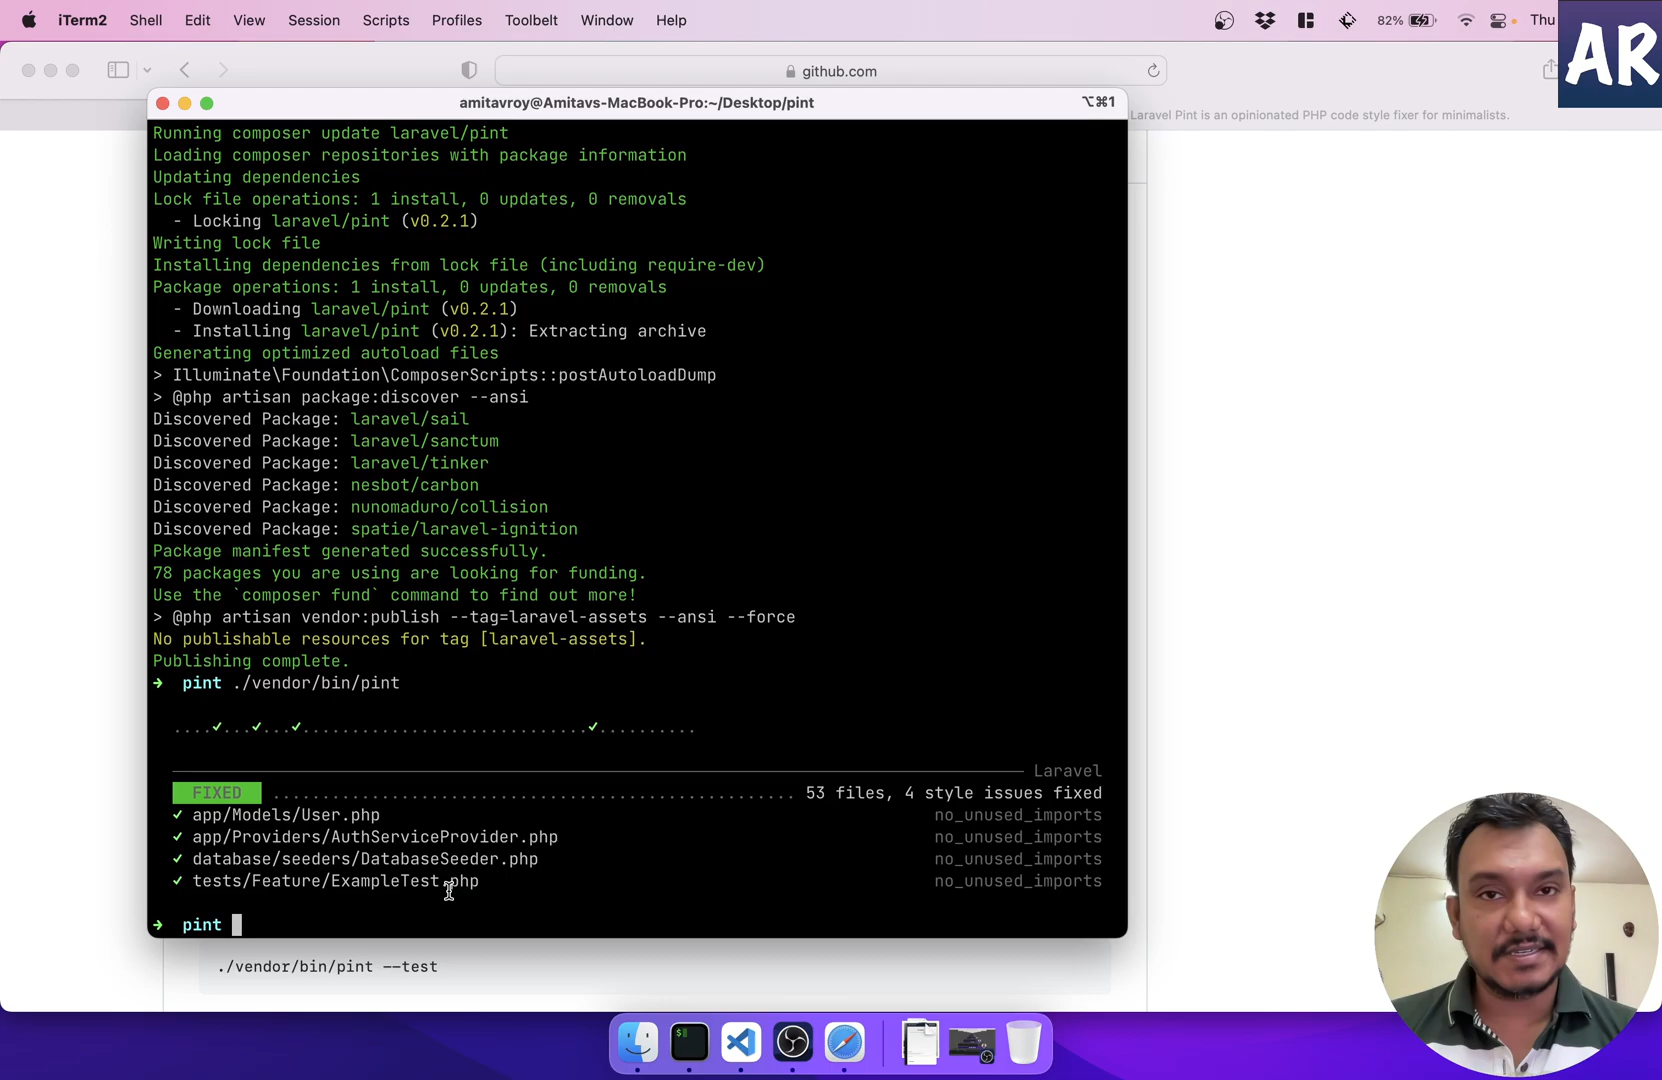 iTerm2 Shell Edit View Session Scripts Profiles Toolbelt Window Help 82% Thu
AR
github.com
amitavroy@Amitavs-MacBook-Pro:~/Desktop/pint ⌥⌘1
Laravel Pint is an opinionated PHP code style fixer for minimalists.
Running composer update laravel/pint
Loading composer repositories with package information
Updating dependencies
Lock file operations: 1 install, 0 updates, 0 removals
- Locking laravel/pint (v0.2.1)
Writing lock file
Installing dependencies from lock file (including require-dev)
Package operations: 1 install, 0 updates, 0 removals
- Downloading laravel/pint (v0.2.1)
- Installing laravel/pint (v0.2.1): Extracting archive
Generating optimized autoload files
> Illuminate\Foundation\ComposerScripts::postAutoloadDump
> @php artisan package:discover --ansi
Discovered Package: laravel/sail
Discovered Package: laravel/sanctum
Discovered Package: laravel/tinker
Discovered Package: nesbot/carbon
Discovered Package: nunomaduro/collision
Discovered Package: spatie/laravel-ignition
Package manifest generated successfully.
78 packages you are using are looking for funding.
Use the `composer fund` command to find out more!
> @php artisan vendor:publish --tag=laravel-assets --ansi --force
No publishable resources for tag [laravel-assets].
Publishing complete.
➜ pint ./vendor/bin/pint
....✓...✓...✓.............................✓..........
Laravel
FIXED ..................................................... 53 files, 4 style issues fixed
✓ app/Models/User.php no_unused_imports
✓ app/Providers/AuthServiceProvider.php no_unused_imports
✓ database/seeders/DatabaseSeeder.php no_unused_imports
✓ tests/Feature/ExampleTest.php no_unused_imports
➜ pint
./vendor/bin/pint --test